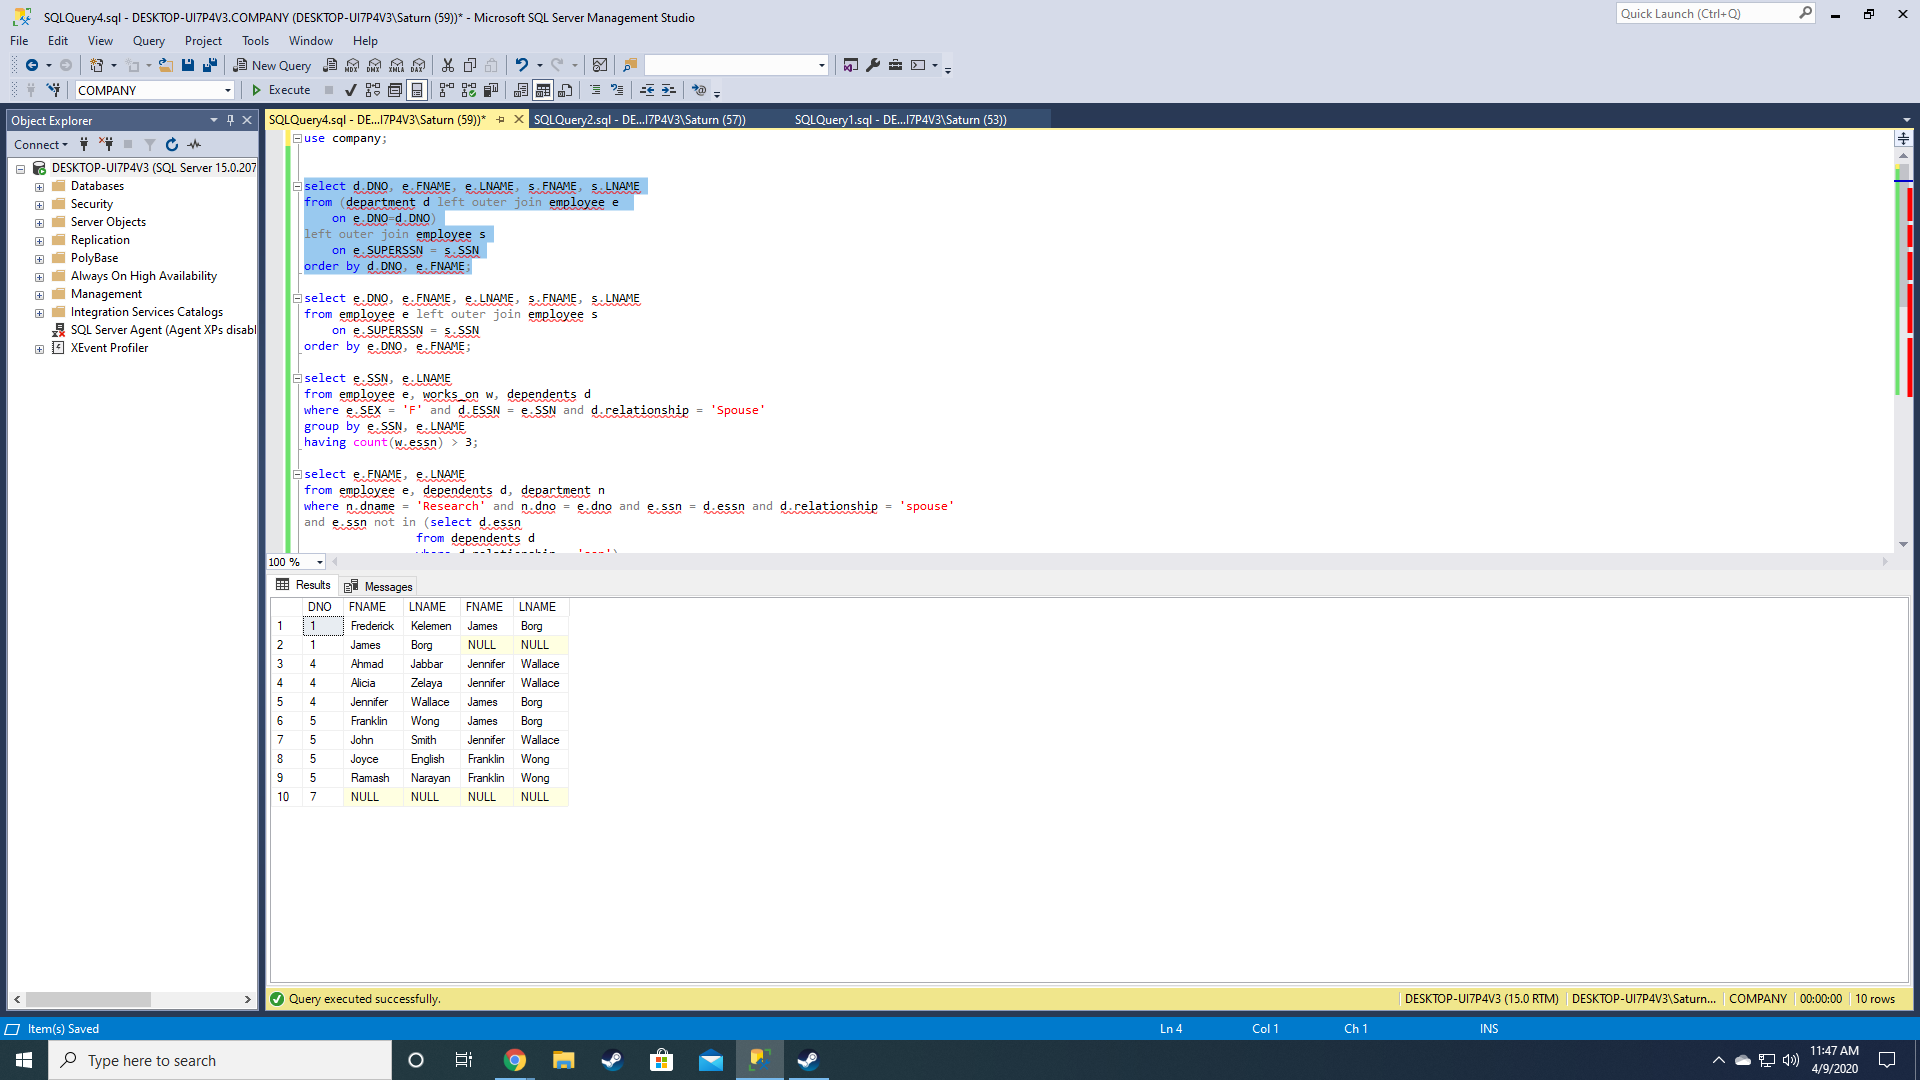 SQLQuery4.sql - DESKTOP-UI7P4V3.COMPANY (DESKTOP-UI7P4V3\Saturn (59))* - Microsoft SQL Server Management Studio
Quick Launch (Ctrl+Q)
File Edit View Query Project Tools Window Help
New Query
MDX DMX XMLA DAX
COMPANY
Execute
Object Explorer
SQLQuery4.sql - DE...I7P4V3\Saturn (59))*
SQLQuery2.sql - DE...I7P4V3\Saturn (57))
SQLQuery1.sql - DE...I7P4V3\Saturn (53))
Connect
DESKTOP-UI7P4V3 (SQL Server 15.0.207
Databases
Security
Server Objects
Replication
PolyBase
Always On High Availability
Management
Integration Services Catalogs
SQL Server Agent (Agent XPs disabl
XEvent Profiler
use company;
select d.DNO, e.FNAME, e.LNAME, s.FNAME, s.LNAME
from (department d left outer join employee e
on e.DNO=d.DNO)
left outer join employee s
on e.SUPERSSN = s.SSN
order by d.DNO, e.FNAME;
select e.DNO, e.FNAME, e.LNAME, s.FNAME, s.LNAME
from employee e left outer join employee s
on e.SUPERSSN = s.SSN
order by e.DNO, e.FNAME;
select e.SSN, e.LNAME
from employee e, works_on w, dependents d
where e.SEX = 'F' and d.ESSN = e.SSN and d.relationship = 'Spouse'
group by e.SSN, e.LNAME
having count(w.essn) > 3;
select e.FNAME, e.LNAME
from employee e, dependents d, department n
where n.dname = 'Research' and n.dno = e.dno and e.ssn = d.essn and d.relationship = 'spouse'
and e.ssn not in (select d.essn
from dependents d
where d.relationship = 'son')
100 %
Results Messages
DNO FNAME LNAME FNAME LNAME
1 1 Frederick Kelemen James Borg
2 1 James Borg NULL NULL
3 4 Ahmad Jabbar Jennifer Wallace
4 4 Alicia Zelaya Jennifer Wallace
5 4 Jennifer Wallace James Borg
6 5 Franklin Wong James Borg
7 5 John Smith Jennifer Wallace
8 5 Joyce English Franklin Wong
9 5 Ramash Narayan Franklin Wong
10 7 NULL NULL NULL NULL
Query executed successfully.
DESKTOP-UI7P4V3 (15.0 RTM) DESKTOP-UI7P4V3\Saturn... COMPANY 00:00:00 10 rows
Item(s) Saved
Ln 4 Col 1 Ch 1 INS
Type here to search
11:47 AM
4/9/2020